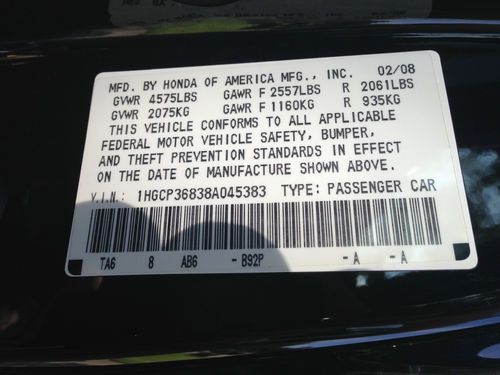 MFD. BY HONDA OF AMERICA MFG., INC. 02/08
GVWR 4575LBS GAWR F 2557LBS R 2061LBS
GVWR 2075KG GAWR F 1160KG R 935KG
THIS VEHICLE CONFORMS TO ALL APPLICABLE
FEDERAL MOTOR VEHICLE SAFETY, BUMPER,
AND THEFT PREVENTION STANDARDS IN EFFECT
ON THE DATE OF MANUFACTURE SHOWN ABOVE.
V.I.N.: 1HGCP36838A045383 TYPE: PASSENGER CAR
TA6 8 AB6 -B92P -A -A